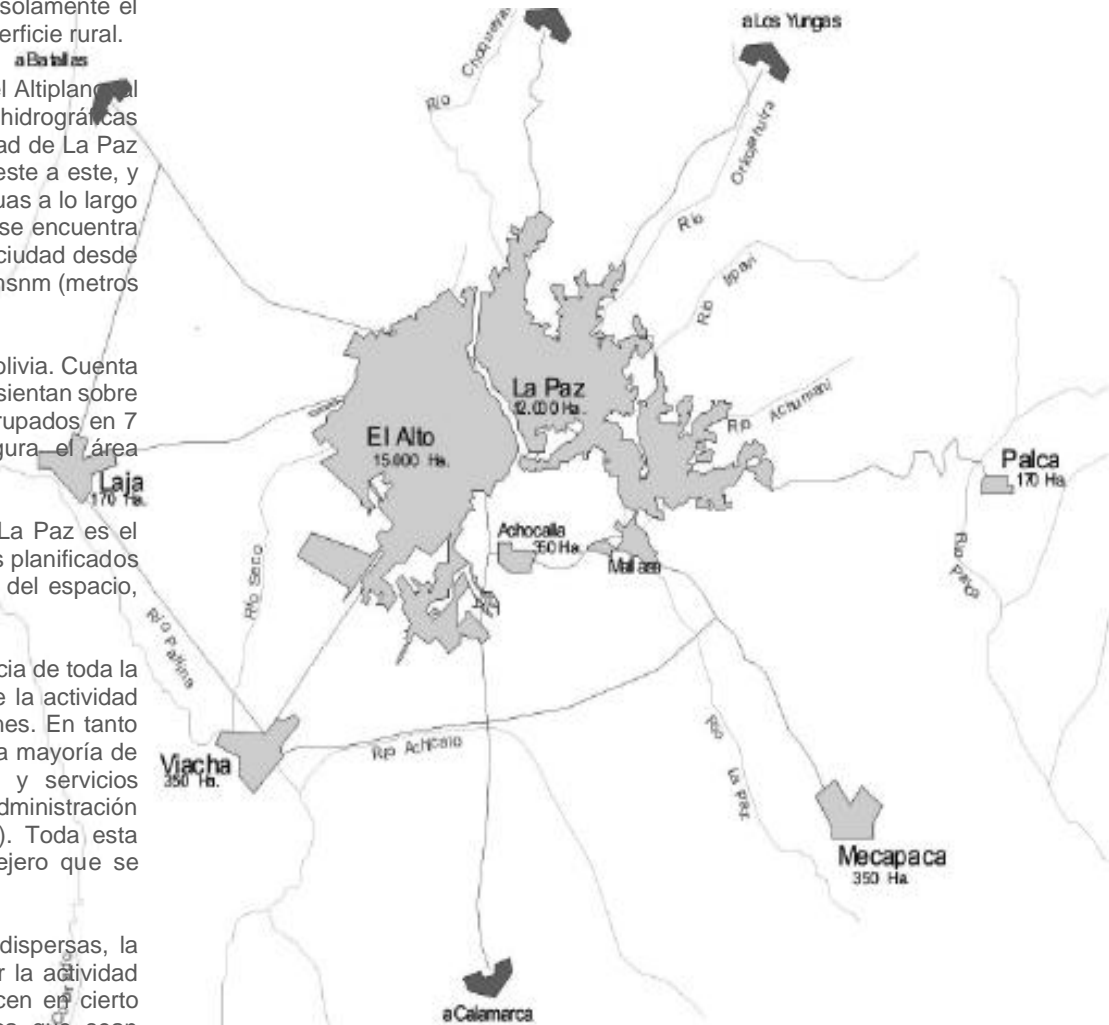 solamente el
erficie rural.
el Altiplano al
hidrográficas
ad de La Paz
este a este, y
uas a lo largo
se encuentra
ciudad desde
nsnm (metros
olivia. Cuenta
sientan sobre
rupados en 7
gura el área
La Paz es el
s planificados
del espacio,
cia de toda la
e la actividad
nes. En tanto
a mayoría de
y servicios
dministración
). Toda esta
ejero que se
dispersas, la
r la actividad
cen en cierto
a Batallas
a Los Yungas
Río
Río Orkojahuira
Río Irpavi
Río Achumani
La Paz
12.000 Ha.
El Alto
15.000 Ha.
Laja
170 Ha.
Palca
170 Ha.
Achocalla
350 Ha.
Mallasa
Río Seco
Río Pallina
Río Palca
Viacha
350 Ha.
Río Achicala
Río La Paz
Mecapaca
350 Ha
a Calamarca